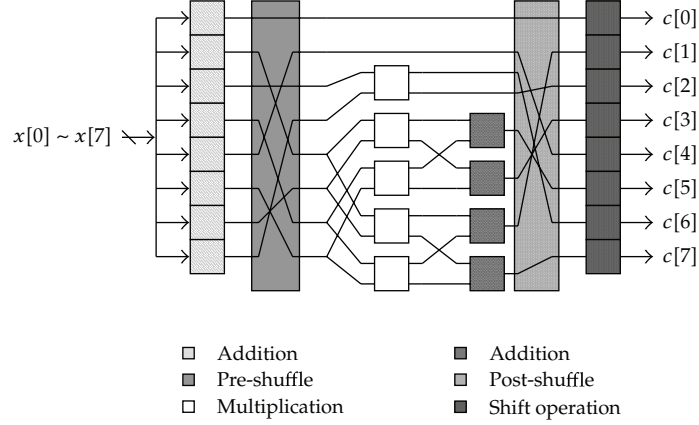 c[0]
c[1]
c[2]
x[0] ~ x[7]
c[3]
c[4]
c[5]
c[6]
c[7]
Addition
Addition
Pre-shuffle
Post-shuffle
Multiplication
Shift operation